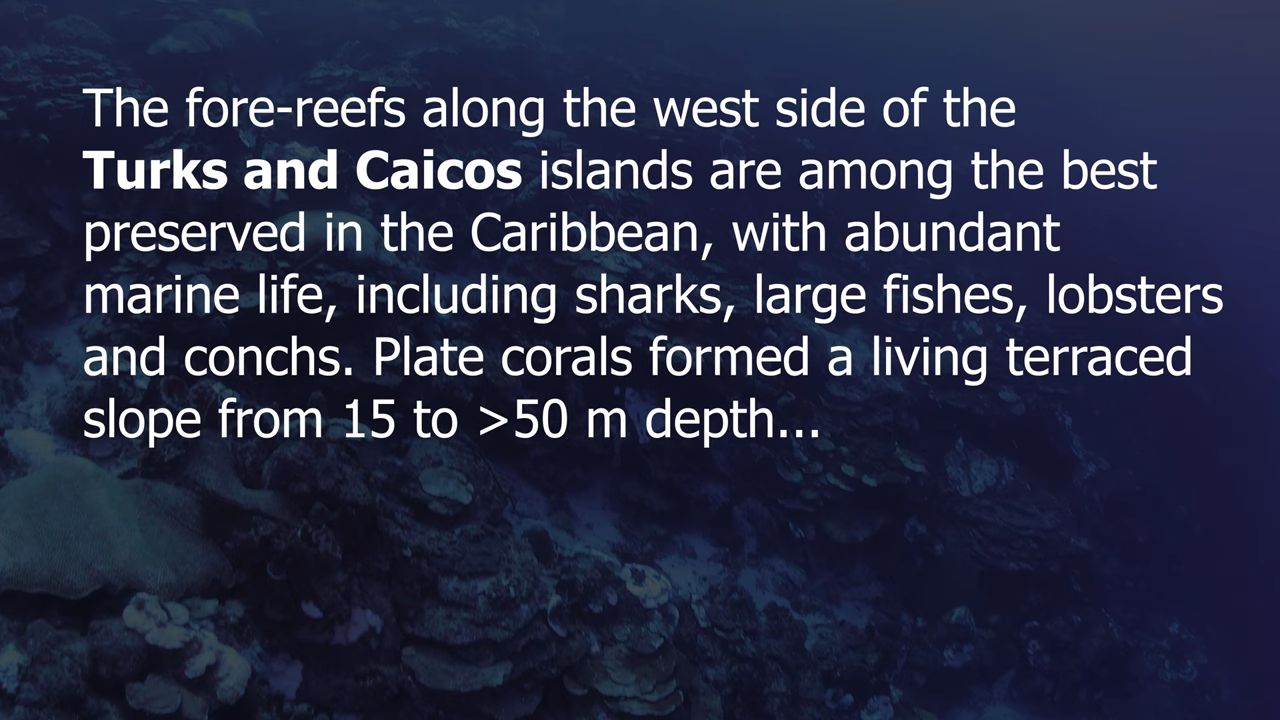 The fore-reefs along the west side of the
Turks and Caicos islands are among the best
preserved in the Caribbean, with abundant
marine life, including sharks, large fishes, lobsters
and conchs. Plate corals formed a living terraced
slope from 15 to >50 m depth...